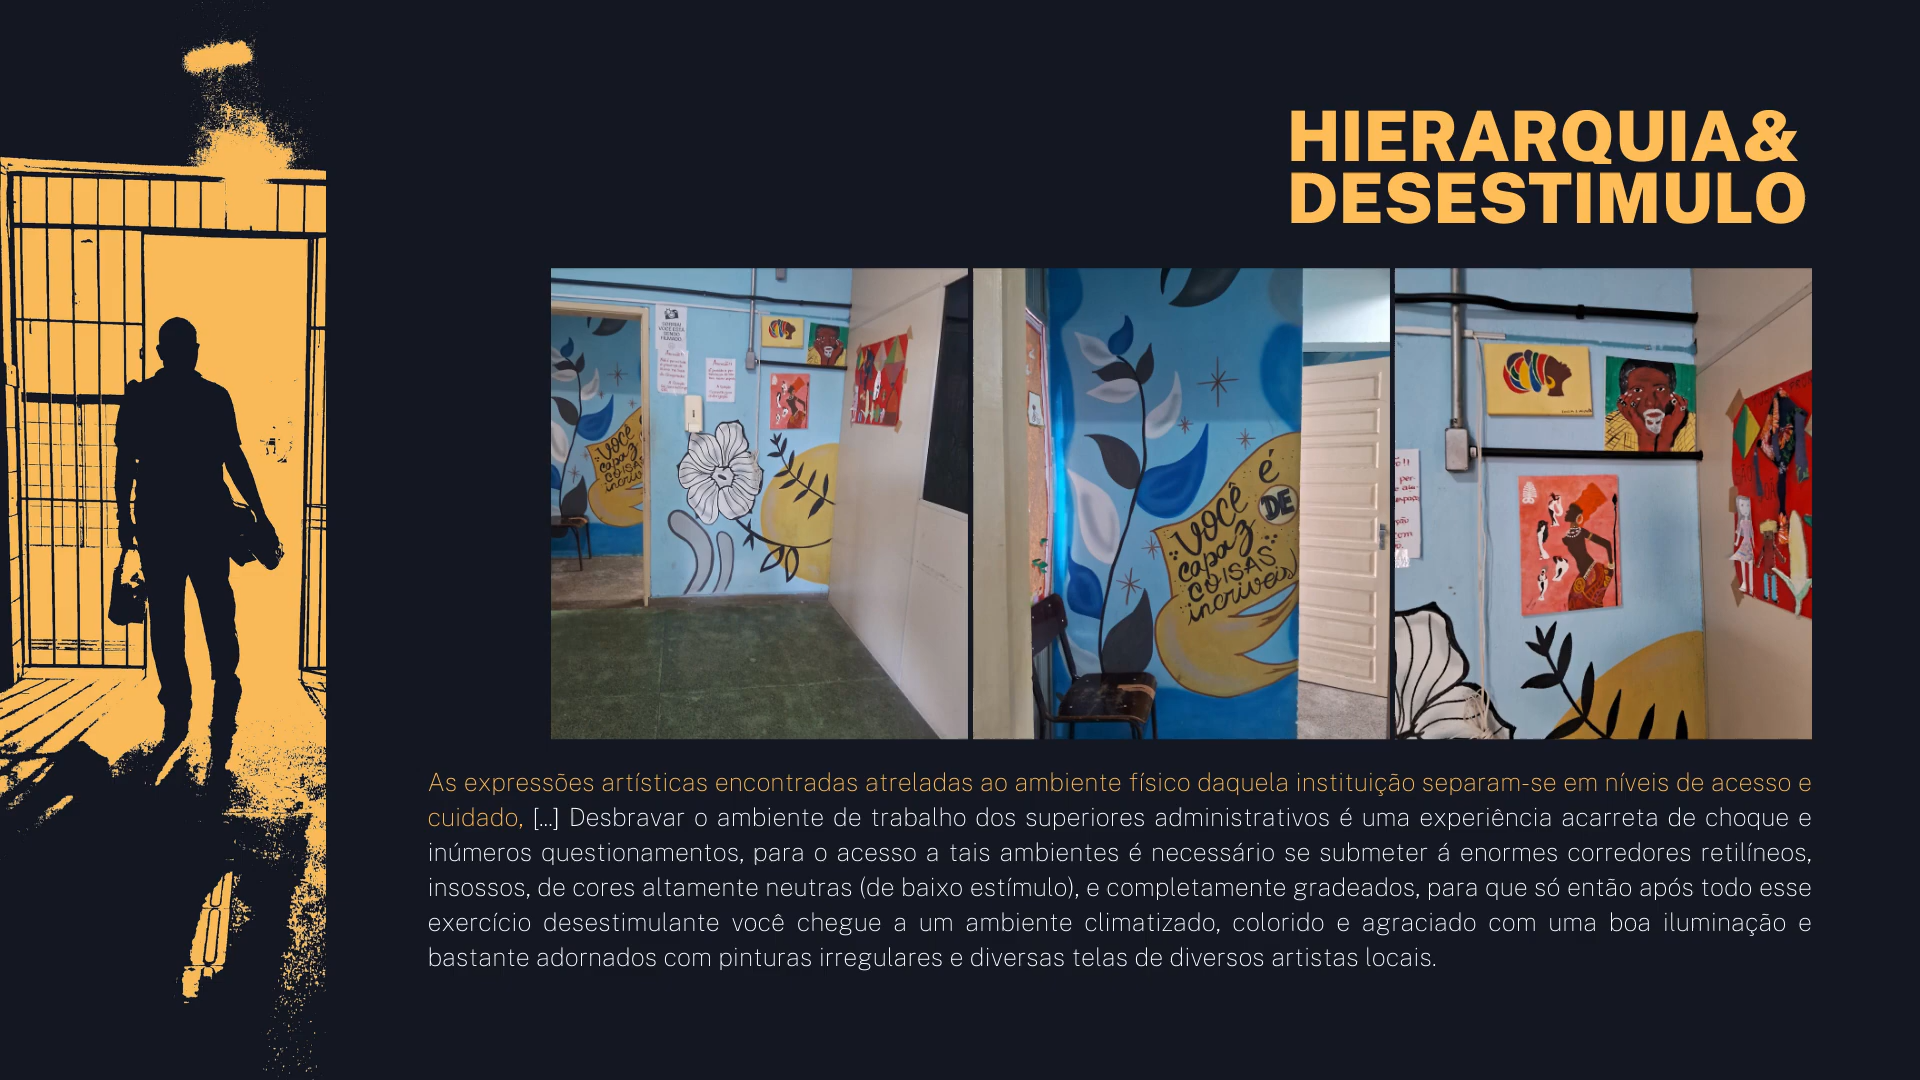 HIERARQUIA&
DESESTIMULO
VOCÊ
capaz
COISAS
incríveis
VOCÊ é
capaz DE
COISAS
incríveis
As expressões artísticas encontradas atreladas ao ambiente físico daquela instituição separam-se em níveis de acesso e
cuidado, [...] Desbravar o ambiente de trabalho dos superiores administrativos é uma experiência acarreta de choque e
inúmeros questionamentos, para o acesso a tais ambientes é necessário se submeter á enormes corredores retilíneos,
insossos, de cores altamente neutras (de baixo estímulo), e completamente gradeados, para que só então após todo esse
exercício desestimulante você chegue a um ambiente climatizado, colorido e agraciado com uma boa iluminação e
bastante adornados com pinturas irregulares e diversas telas de diversos artistas locais.